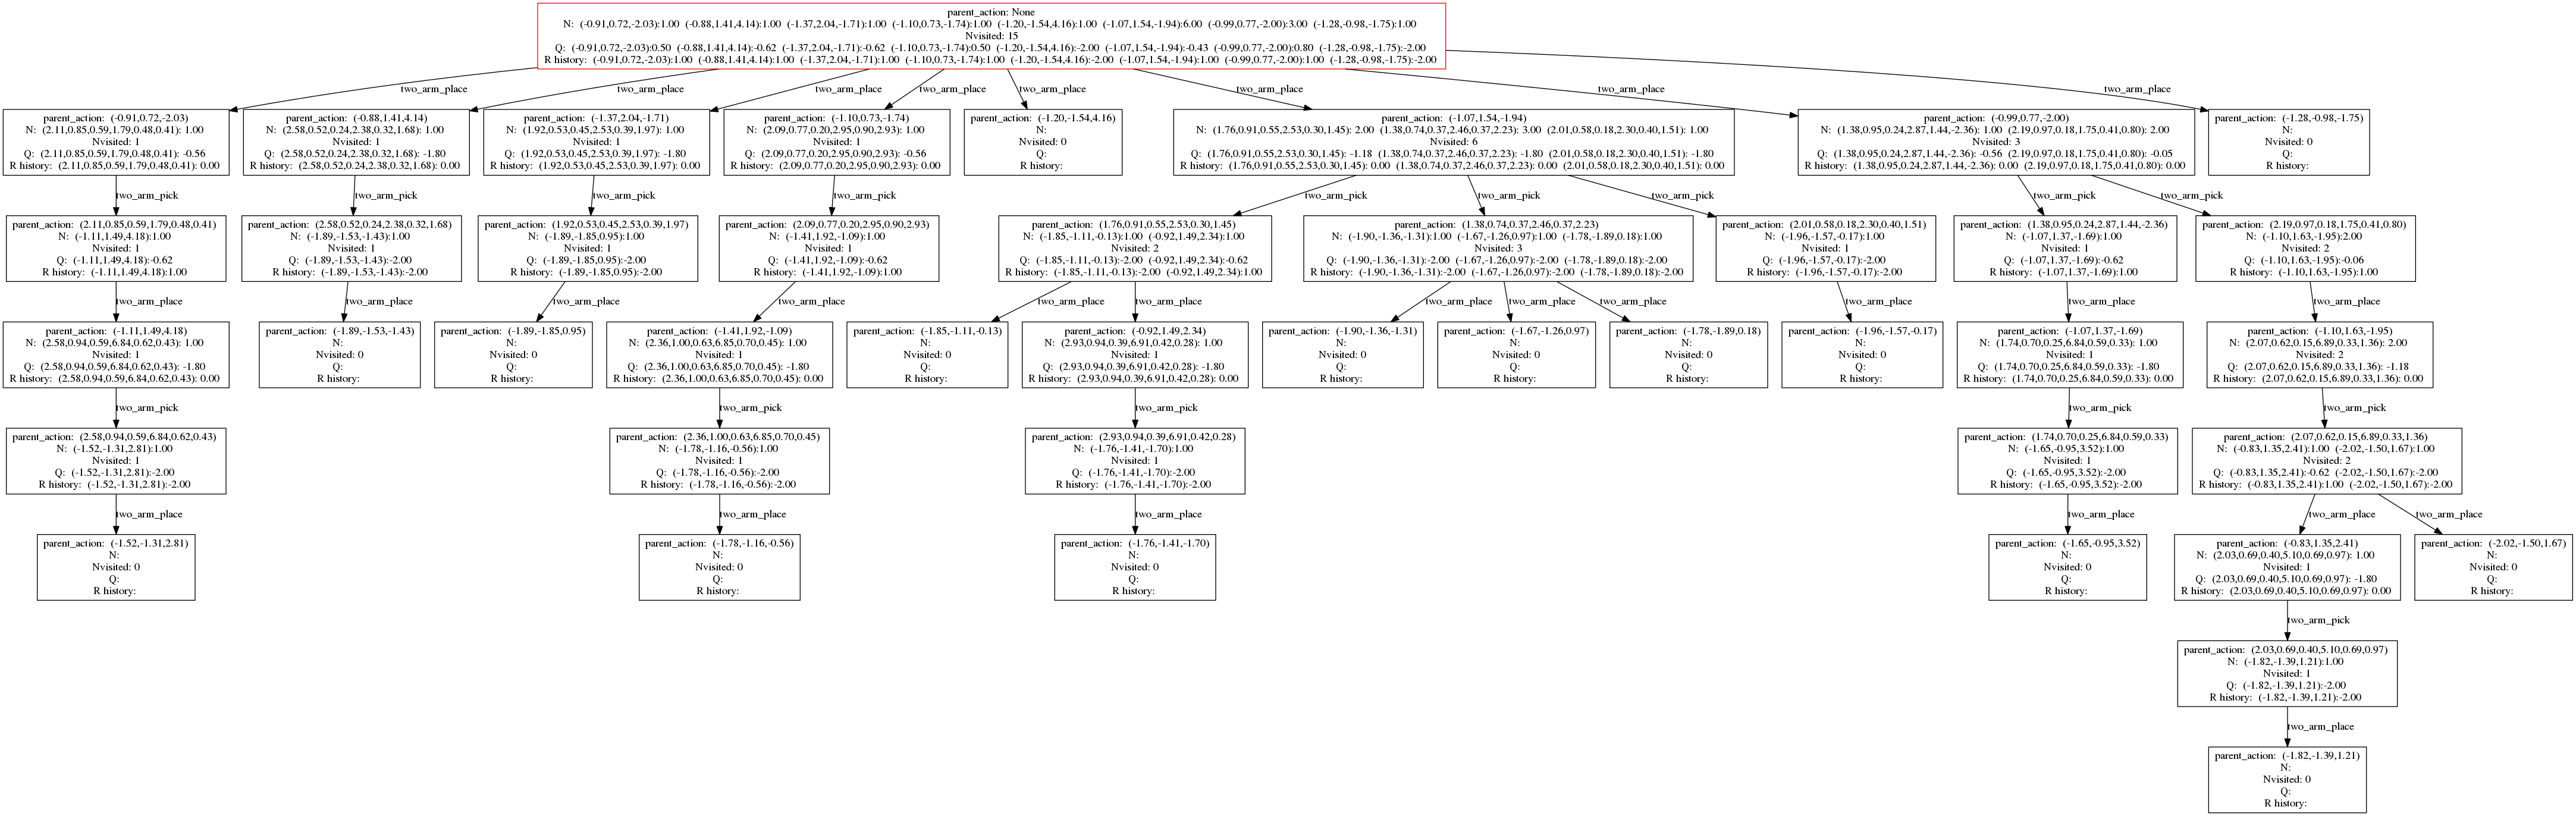 parent_action: None
N: (-0.91,0.72,-2.03):1.00 (-0.88,1.41,4.14):1.00 (-1.37,2.04,-1.71):1.00 (-1.10,0.73,-1.74):1.00 (-1.20,-1.54,4.16):1.00 (-1.07,1.54,-1.94):6.00 (-0.99,0.77,-2.00):3.00 (-1.28,-0.98,-1.75):1.00
Nvisited: 15
Q: (-0.91,0.72,-2.03):0.50 (-0.88,1.41,4.14):-0.62 (-1.37,2.04,-1.71):-0.62 (-1.10,0.73,-1.74):0.50 (-1.20,-1.54,4.16):-2.00 (-1.07,1.54,-1.94):-0.43 (-0.99,0.77,-2.00):0.80 (-1.28,-0.98,-1.75):-2.00
R history: (-0.91,0.72,-2.03):1.00 (-0.88,1.41,4.14):1.00 (-1.37,2.04,-1.71):1.00 (-1.10,0.73,-1.74):1.00 (-1.20,-1.54,4.16):-2.00 (-1.07,1.54,-1.94):1.00 (-0.99,0.77,-2.00):1.00 (-1.28,-0.98,-1.75):-2.00
two_arm_place
two_arm_place
two_arm_place
two_arm_place
two_arm_place
two_arm_place
two_arm_place
two_arm_place
parent_action: (-0.91,0.72,-2.03)
N: (2.11,0.85,0.59,1.79,0.48,0.41): 1.00
Nvisited: 1
Q: (2.11,0.85,0.59,1.79,0.48,0.41): -0.56
R history: (2.11,0.85,0.59,1.79,0.48,0.41): 0.00
parent_action: (-0.88,1.41,4.14)
N: (2.58,0.52,0.24,2.38,0.32,1.68): 1.00
Nvisited: 1
Q: (2.58,0.52,0.24,2.38,0.32,1.68): -1.80
R history: (2.58,0.52,0.24,2.38,0.32,1.68): 0.00
parent_action: (-1.37,2.04,-1.71)
N: (1.92,0.53,0.45,2.53,0.39,1.97): 1.00
Nvisited: 1
Q: (1.92,0.53,0.45,2.53,0.39,1.97): -1.80
R history: (1.92,0.53,0.45,2.53,0.39,1.97): 0.00
parent_action: (-1.10,0.73,-1.74)
N: (2.09,0.77,0.20,2.95,0.90,2.93): 1.00
Nvisited: 1
Q: (2.09,0.77,0.20,2.95,0.90,2.93): -0.56
R history: (2.09,0.77,0.20,2.95,0.90,2.93): 0.00
parent_action: (-1.20,-1.54,4.16)
N:
Nvisited: 0
Q:
R history:
parent_action: (-1.07,1.54,-1.94)
N: (1.76,0.91,0.55,2.53,0.30,1.45): 2.00 (1.38,0.74,0.37,2.46,0.37,2.23): 3.00 (2.01,0.58,0.18,2.30,0.40,1.51): 1.00
Nvisited: 6
Q: (1.76,0.91,0.55,2.53,0.30,1.45): -1.18 (1.38,0.74,0.37,2.46,0.37,2.23): -1.80 (2.01,0.58,0.18,2.30,0.40,1.51): -1.80
R history: (1.76,0.91,0.55,2.53,0.30,1.45): 0.00 (1.38,0.74,0.37,2.46,0.37,2.23): 0.00 (2.01,0.58,0.18,2.30,0.40,1.51): 0.00
parent_action: (-0.99,0.77,-2.00)
N: (1.38,0.95,0.24,2.87,1.44,-2.36): 1.00 (2.19,0.97,0.18,1.75,0.41,0.80): 2.00
Nvisited: 3
Q: (1.38,0.95,0.24,2.87,1.44,-2.36): -0.56 (2.19,0.97,0.18,1.75,0.41,0.80): -0.05
R history: (1.38,0.95,0.24,2.87,1.44,-2.36): 0.00 (2.19,0.97,0.18,1.75,0.41,0.80): 0.00
parent_action: (-1.28,-0.98,-1.75)
N:
Nvisited: 0
Q:
R history:
two_arm_pick
two_arm_pick
two_arm_pick
two_arm_pick
two_arm_pick
two_arm_pick
two_arm_pick
two_arm_pick
two_arm_pick
parent_action: (2.11,0.85,0.59,1.79,0.48,0.41)
N: (-1.11,1.49,4.18):1.00
Nvisited: 1
Q: (-1.11,1.49,4.18):-0.62
R history: (-1.11,1.49,4.18):1.00
parent_action: (2.58,0.52,0.24,2.38,0.32,1.68)
N: (-1.89,-1.53,-1.43):1.00
Nvisited: 1
Q: (-1.89,-1.53,-1.43):-2.00
R history: (-1.89,-1.53,-1.43):-2.00
parent_action: (1.92,0.53,0.45,2.53,0.39,1.97)
N: (-1.89,-1.85,0.95):1.00
Nvisited: 1
Q: (-1.89,-1.85,0.95):-2.00
R history: (-1.89,-1.85,0.95):-2.00
parent_action: (2.09,0.77,0.20,2.95,0.90,2.93)
N: (-1.41,1.92,-1.09):1.00
Nvisited: 1
Q: (-1.41,1.92,-1.09):-0.62
R history: (-1.41,1.92,-1.09):1.00
parent_action: (1.76,0.91,0.55,2.53,0.30,1.45)
N: (-1.85,-1.11,-0.13):1.00 (-0.92,1.49,2.34):1.00
Nvisited: 2
Q: (-1.85,-1.11,-0.13):-2.00 (-0.92,1.49,2.34):-0.62
R history: (-1.85,-1.11,-0.13):-2.00 (-0.92,1.49,2.34):1.00
parent_action: (1.38,0.74,0.37,2.46,0.37,2.23)
N: (-1.90,-1.36,-1.31):1.00 (-1.67,-1.26,0.97):1.00 (-1.78,-1.89,0.18):1.00
Nvisited: 3
Q: (-1.90,-1.36,-1.31):-2.00 (-1.67,-1.26,0.97):-2.00 (-1.78,-1.89,0.18):-2.00
R history: (-1.90,-1.36,-1.31):-2.00 (-1.67,-1.26,0.97):-2.00 (-1.78,-1.89,0.18):-2.00
parent_action: (2.01,0.58,0.18,2.30,0.40,1.51)
N: (-1.96,-1.57,-0.17):1.00
Nvisited: 1
Q: (-1.96,-1.57,-0.17):-2.00
R history: (-1.96,-1.57,-0.17):-2.00
parent_action: (1.38,0.95,0.24,2.87,1.44,-2.36)
N: (-1.07,1.37,-1.69):1.00
Nvisited: 1
Q: (-1.07,1.37,-1.69):-0.62
R history: (-1.07,1.37,-1.69):1.00
parent_action: (2.19,0.97,0.18,1.75,0.41,0.80)
N: (-1.10,1.63,-1.95):2.00
Nvisited: 2
Q: (-1.10,1.63,-1.95):-0.06
R history: (-1.10,1.63,-1.95):1.00
two_arm_place
two_arm_place
two_arm_place
two_arm_place
two_arm_place
two_arm_place
two_arm_place
two_arm_place
two_arm_place
two_arm_place
two_arm_place
two_arm_place
parent_action: (-1.11,1.49,4.18)
N: (2.58,0.94,0.59,6.84,0.62,0.43): 1.00
Nvisited: 1
Q: (2.58,0.94,0.59,6.84,0.62,0.43): -1.80
R history: (2.58,0.94,0.59,6.84,0.62,0.43): 0.00
parent_action: (-1.89,-1.53,-1.43)
N:
Nvisited: 0
Q:
R history:
parent_action: (-1.89,-1.85,0.95)
N:
Nvisited: 0
Q:
R history:
parent_action: (-1.41,1.92,-1.09)
N: (2.36,1.00,0.63,6.85,0.70,0.45): 1.00
Nvisited: 1
Q: (2.36,1.00,0.63,6.85,0.70,0.45): -1.80
R history: (2.36,1.00,0.63,6.85,0.70,0.45): 0.00
parent_action: (-1.85,-1.11,-0.13)
N:
Nvisited: 0
Q:
R history:
parent_action: (-0.92,1.49,2.34)
N: (2.93,0.94,0.39,6.91,0.42,0.28): 1.00
Nvisited: 1
Q: (2.93,0.94,0.39,6.91,0.42,0.28): -1.80
R history: (2.93,0.94,0.39,6.91,0.42,0.28): 0.00
parent_action: (-1.90,-1.36,-1.31)
N:
Nvisited: 0
Q:
R history:
parent_action: (-1.67,-1.26,0.97)
N:
Nvisited: 0
Q:
R history:
parent_action: (-1.78,-1.89,0.18)
N:
Nvisited: 0
Q:
R history:
parent_action: (-1.96,-1.57,-0.17)
N:
Nvisited: 0
Q:
R history:
parent_action: (-1.07,1.37,-1.69)
N: (1.74,0.70,0.25,6.84,0.59,0.33): 1.00
Nvisited: 1
Q: (1.74,0.70,0.25,6.84,0.59,0.33): -1.80
R history: (1.74,0.70,0.25,6.84,0.59,0.33): 0.00
parent_action: (-1.10,1.63,-1.95)
N: (2.07,0.62,0.15,6.89,0.33,1.36): 2.00
Nvisited: 2
Q: (2.07,0.62,0.15,6.89,0.33,1.36): -1.18
R history: (2.07,0.62,0.15,6.89,0.33,1.36): 0.00
two_arm_pick
two_arm_pick
two_arm_pick
two_arm_pick
two_arm_pick
parent_action: (2.58,0.94,0.59,6.84,0.62,0.43)
N: (-1.52,-1.31,2.81):1.00
Nvisited: 1
Q: (-1.52,-1.31,2.81):-2.00
R history: (-1.52,-1.31,2.81):-2.00
parent_action: (2.36,1.00,0.63,6.85,0.70,0.45)
N: (-1.78,-1.16,-0.56):1.00
Nvisited: 1
Q: (-1.78,-1.16,-0.56):-2.00
R history: (-1.78,-1.16,-0.56):-2.00
parent_action: (2.93,0.94,0.39,6.91,0.42,0.28)
N: (-1.76,-1.41,-1.70):1.00
Nvisited: 1
Q: (-1.76,-1.41,-1.70):-2.00
R history: (-1.76,-1.41,-1.70):-2.00
parent_action: (1.74,0.70,0.25,6.84,0.59,0.33)
N: (-1.65,-0.95,3.52):1.00
Nvisited: 1
Q: (-1.65,-0.95,3.52):-2.00
R history: (-1.65,-0.95,3.52):-2.00
parent_action: (2.07,0.62,0.15,6.89,0.33,1.36)
N: (-0.83,1.35,2.41):1.00 (-2.02,-1.50,1.67):1.00
Nvisited: 2
Q: (-0.83,1.35,2.41):-0.62 (-2.02,-1.50,1.67):-2.00
R history: (-0.83,1.35,2.41):1.00 (-2.02,-1.50,1.67):-2.00
two_arm_place
two_arm_place
two_arm_place
two_arm_place
two_arm_place
two_arm_place
parent_action: (-1.52,-1.31,2.81)
N:
Nvisited: 0
Q:
R history:
parent_action: (-1.78,-1.16,-0.56)
N:
Nvisited: 0
Q:
R history:
parent_action: (-1.76,-1.41,-1.70)
N:
Nvisited: 0
Q:
R history:
parent_action: (-1.65,-0.95,3.52)
N:
Nvisited: 0
Q:
R history:
parent_action: (-0.83,1.35,2.41)
N: (2.03,0.69,0.40,5.10,0.69,0.97): 1.00
Nvisited: 1
Q: (2.03,0.69,0.40,5.10,0.69,0.97): -1.80
R history: (2.03,0.69,0.40,5.10,0.69,0.97): 0.00
parent_action: (-2.02,-1.50,1.67)
N:
Nvisited: 0
Q:
R history:
two_arm_pick
parent_action: (2.03,0.69,0.40,5.10,0.69,0.97)
N: (-1.82,-1.39,1.21):1.00
Nvisited: 1
Q: (-1.82,-1.39,1.21):-2.00
R history: (-1.82,-1.39,1.21):-2.00
two_arm_place
parent_action: (-1.82,-1.39,1.21)
N:
Nvisited: 0
Q:
R history: